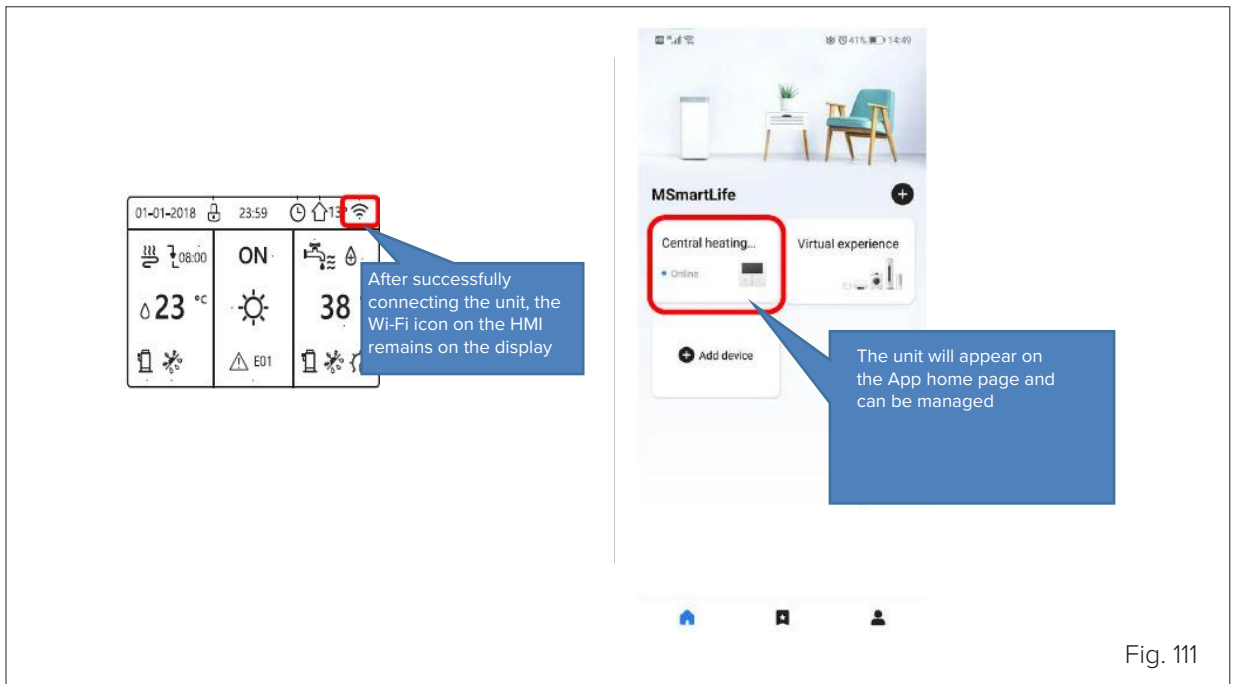 01-01-2018 23:59 13°
08:00 ON
23 °C 38
E01
After successfully
connecting the unit, the
Wi-Fi icon on the HMI
remains on the display
41% 14:49
MSmartLife
Central heating...
Online
Virtual experience
Add device
The unit will appear on
the App home page and
can be managed
Fig. 111